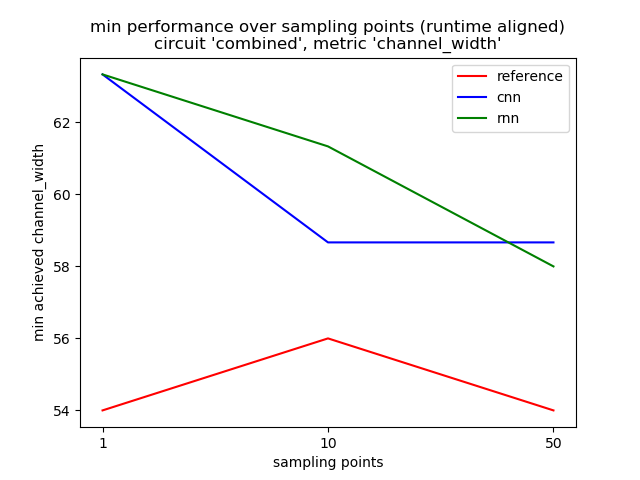 min performance over sampling points (runtime aligned)
circuit 'combined', metric 'channel_width'
reference
cnn
rnn
min achieved channel_width
62
60
58
56
54
1
10
50
sampling points